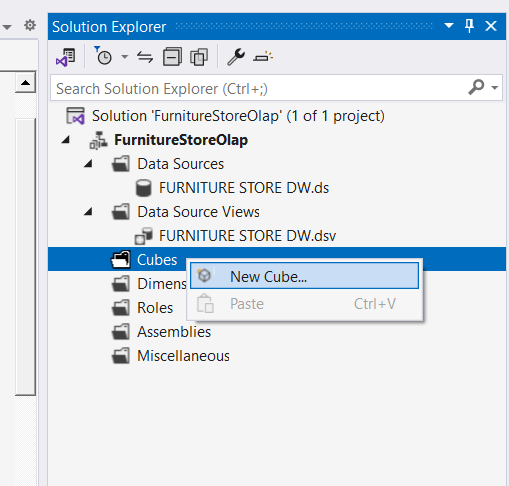 Solution Explorer
Search Solution Explorer (Ctrl+;)
Solution 'FurnitureStoreOlap' (1 of 1 project)
FurnitureStoreOlap
Data Sources
FURNITURE STORE DW.ds
Data Source Views
FURNITURE STORE DW.dsv
Cubes
New Cube...
Dimens
Paste Ctrl+V
Roles
Assemblies
Miscellaneous